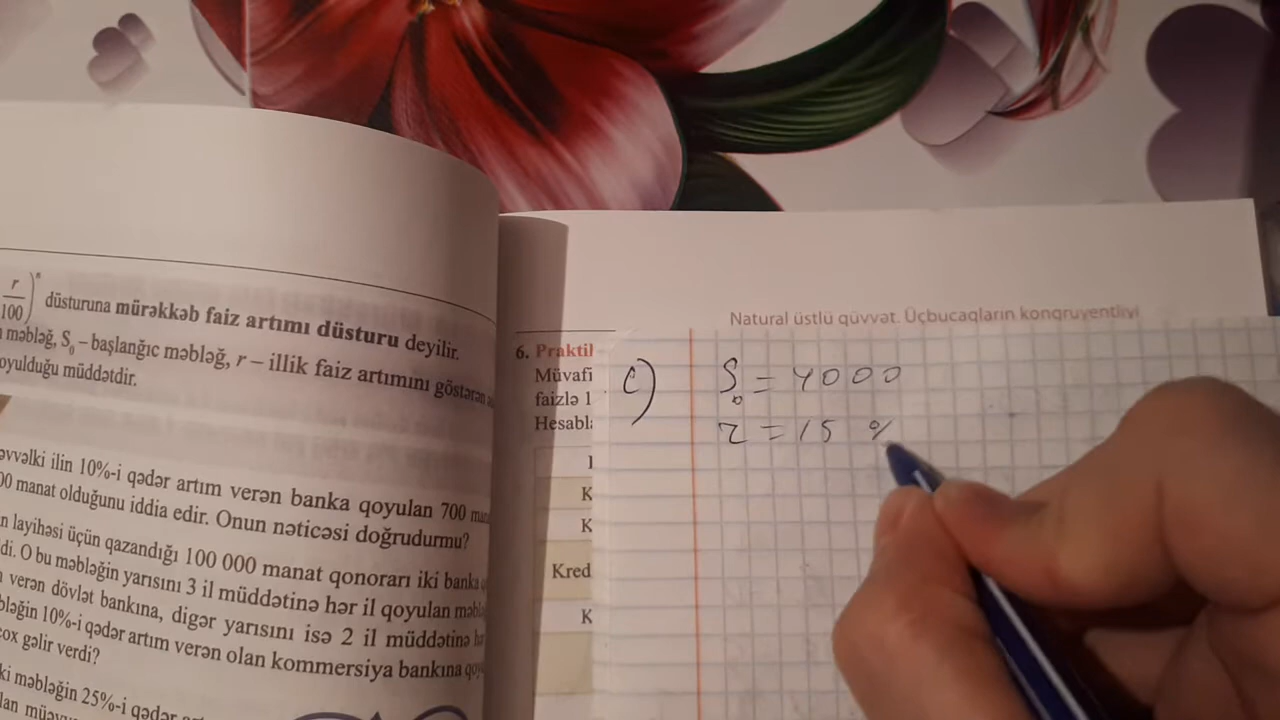 r
100
n
düsturuna mürəkkəb faiz artımı düsturu deyilir.
məbləğ, S₀ – başlanğıc məbləğ, r – illik faiz artımını göstərən
oyulduğu müddətdir.
əvvəlki ilin 10%-i qədər artım verən banka qoyulan 700
00 manat olduğunu iddia edir. Onun nəticəsi doğrudurmu?
n layihəsi üçün qazandığı 100 000 manat qonorarı iki banka
di. O bu məbləğin yarısını 3 il müddətinə hər il qoyulan
verən dövlət bankına, digər yarısını isə 2 il müddətinə
bləğin 10%-i qədər artım verən olan kommersiya bankına
çox gəlir verdi?
ki məbləğin 25%-i qədər
lan
Natural üstlü qüvvət. Üçbucaqların konqruyentliyi
6. Praktik
Müvafi
faizlə 1
Hesabla
K
K
Kred
K
c) S₀ = 4000
r = 15 %